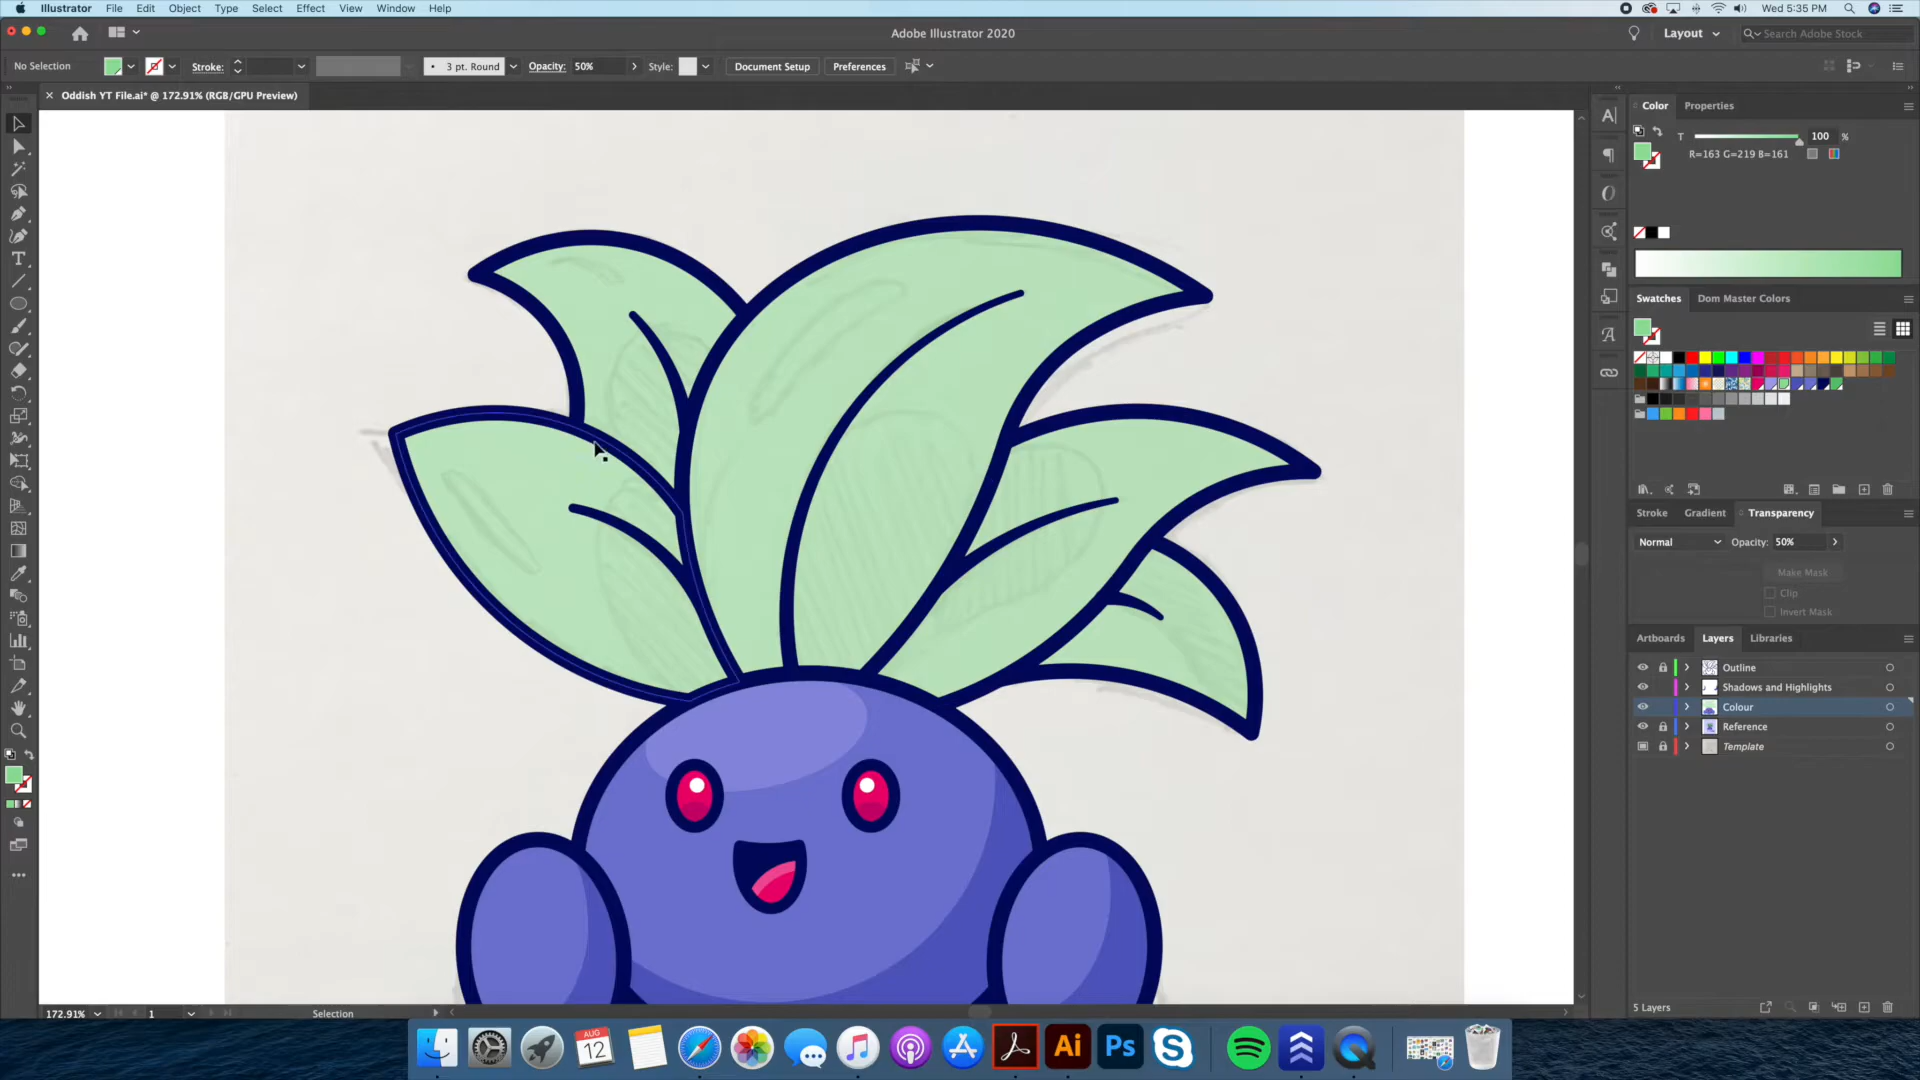 Illustrator File Edit Object Type Select Effect View Window Help Wed 5:35 PM
Adobe Illustrator 2020 Layout Search Adobe Stock
No Selection Stroke: 3 pt. Round Opacity: 50% Style: Document Setup Preferences
Oddish YT File.ai* @ 172.91% (RGB/GPU Preview)
Color Properties
T 100 %
R=163 G=219 B=161
Swatches Dom Master Colors
Stroke Gradient Transparency
Normal Opacity: 50%
Make Mask
Clip
Invert Mask
Artboards Layers Libraries
Outline
Shadows and Highlights
Colour
Reference
Template
172.91% 1 Selection 5 Layers
AUG
12
Ai
Ps
S